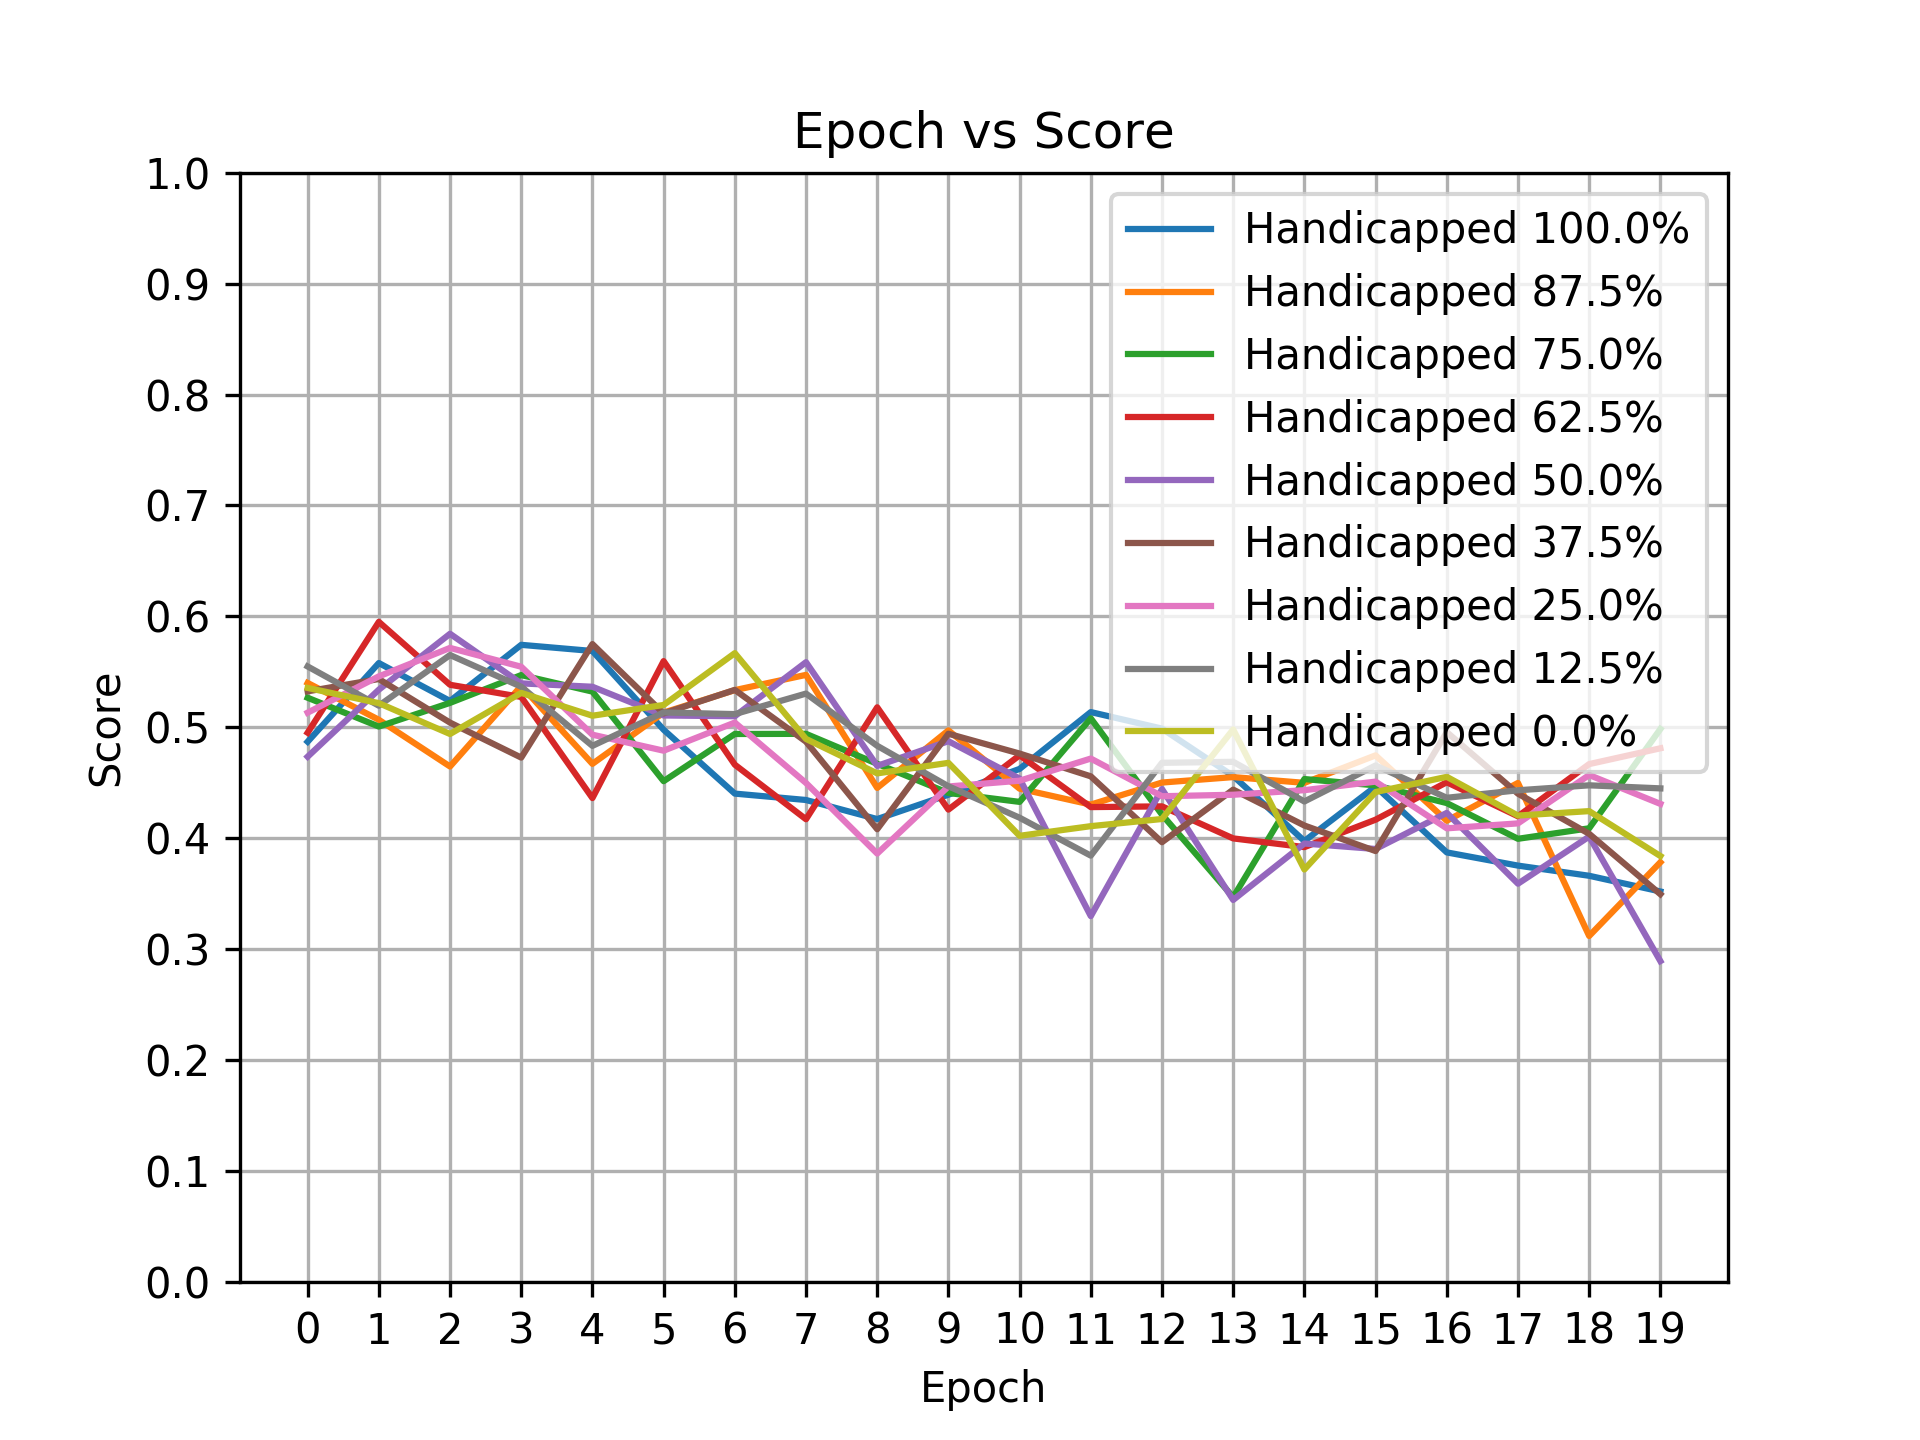 Epoch vs Score
1.0
0.9
0.8
0.7
0.6
0.5
0.4
0.3
0.2
0.1
0.0
Score
Handicapped 100.0%
Handicapped 87.5%
Handicapped 75.0%
Handicapped 62.5%
Handicapped 50.0%
Handicapped 37.5%
Handicapped 25.0%
Handicapped 12.5%
Handicapped 0.0%
0 1 2 3 4 5 6 7 8 9 10 11 12 13 14 15 16 17 18 19
Epoch